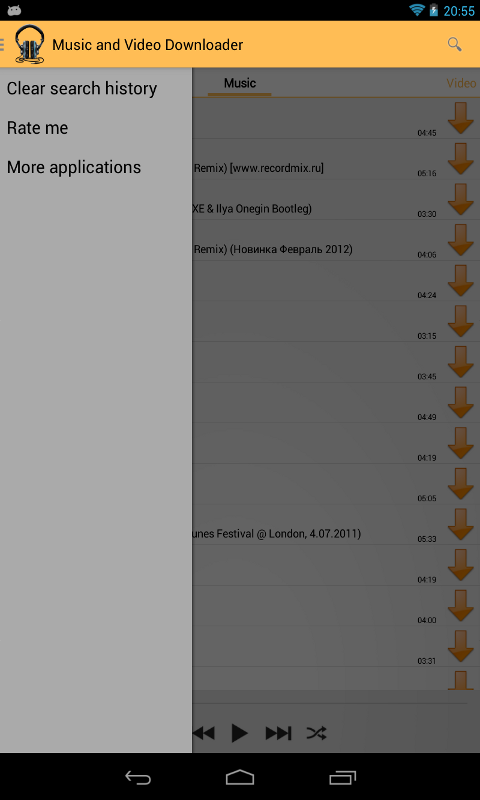 20:55
Music and Video Downloader
Clear search history
Rate me
More applications
Music
Video
04:45
Remix) [www.recordmix.ru]
05:16
XE & Ilya Onegin Bootleg)
03:30
Remix) (Новинка Февраль 2012)
04:06
04:24
03:15
03:45
04:49
04:19
05:05
unes Festival @ London, 4.07.2011)
05:33
04:19
04:00
03:31